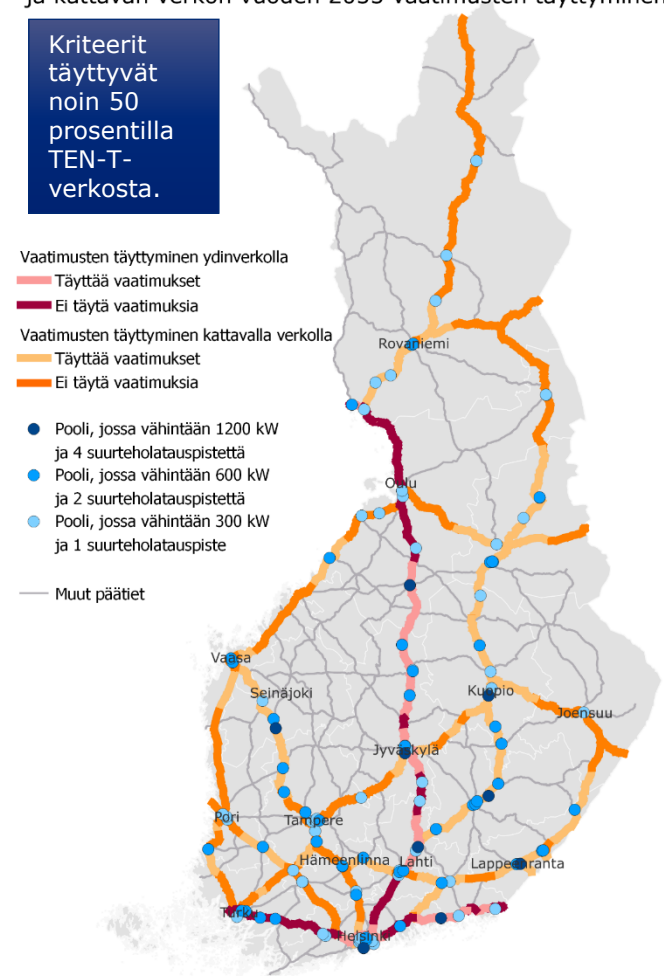 ja kattavan verkon vuoden 2035 vaatimusten täyttyminen
Kriteerit
täyttyvät
noin 50
prosentilla
TEN-T-
verkosta.
Vaatimusten täyttyminen ydinverkolla
Täyttää vaatimukset
Ei täytä vaatimuksia
Vaatimusten täyttyminen kattavalla verkolla
Täyttää vaatimukset
Ei täytä vaatimuksia
Pooli, jossa vähintään 1200 kW
ja 4 suurteholatauspistettä
Pooli, jossa vähintään 600 kW
ja 2 suurteholatauspistettä
Pooli, jossa vähintään 300 kW
ja 1 suurteholatauspiste
Muut päätiet
Rovaniemi
Oulu
Vaasa
Seinäjoki
Kuopio
Joensuu
Jyväskylä
Pori
Tampere
Hämeenlinna
Lahti
Lappeenranta
Turku
Helsinki